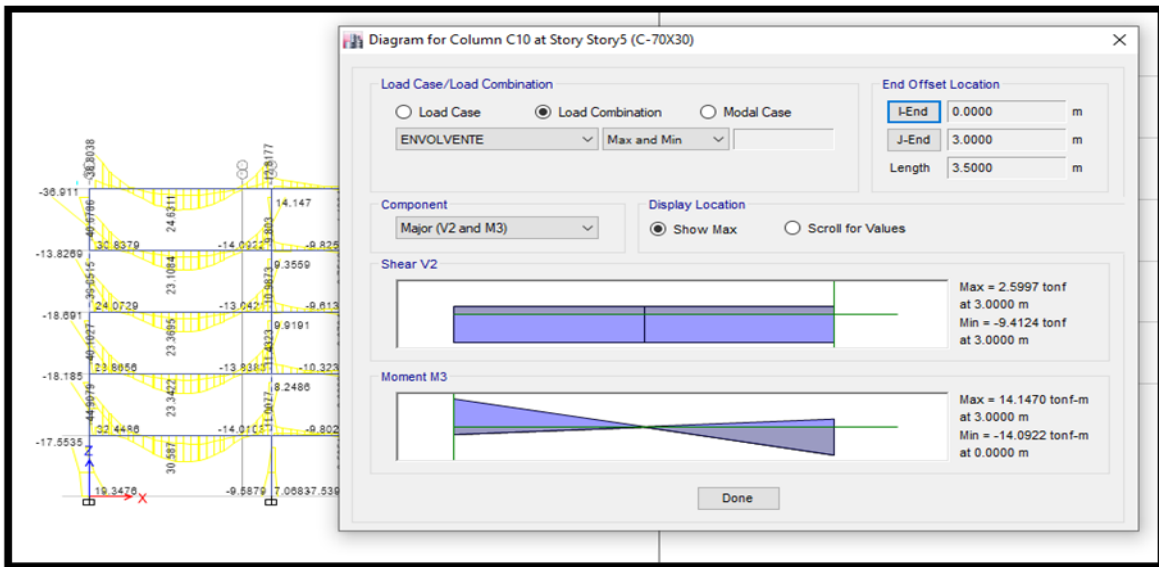 Diagram for Column C10 at Story Story5 (C-70X30)
Load Case/Load Combination
Load Case
Load Combination
Modal Case
ENVOLVENTE
Max and Min
End Offset Location
I-End 0.0000 m
J-End 3.0000 m
Length 3.5000 m
Component
Major (V2 and M3)
Display Location
Show Max
Scroll for Values
Shear V2
Max = 2.5997 tonf
at 3.0000 m
Min = -9.4124 tonf
at 3.0000 m
Moment M3
Max = 14.1470 tonf-m
at 3.0000 m
Min = -14.0922 tonf-m
at 0.0000 m
Done
-36.911
24.6311
14.147
30.8379
-14.0922
-9.825
-13.8269
23.1084
9.3559
24.0729
-9.613
23.3695
9.9191
-10.323
-18.185
23.3422
8.2486
32.4486
-9.802
-17.5535
30.587
Z
19.3476
X
-9.5879